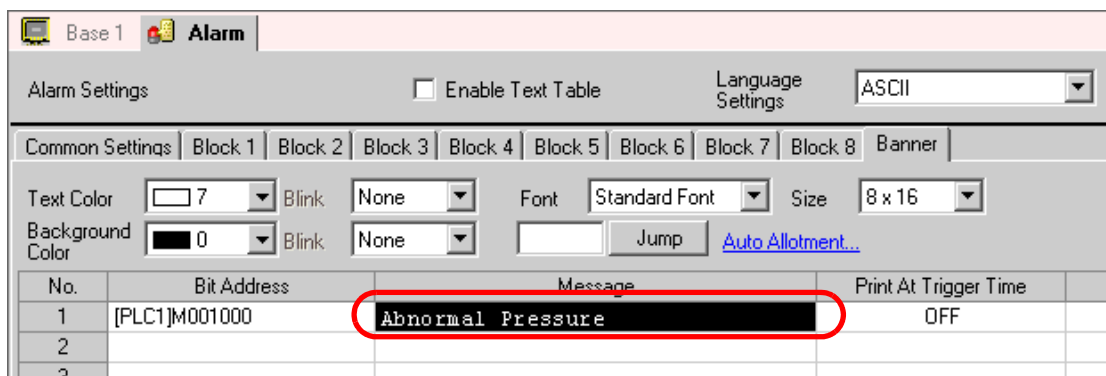 Base 1 Alarm
Alarm Settings Enable Text Table Language Settings ASCII
Common Settings Block 1 Block 2 Block 3 Block 4 Block 5 Block 6 Block 7 Block 8 Banner
Text Color 7 Blink None Font Standard Font Size 8 x 16
Background Color 0 Blink None Jump Auto Allotment...
No. Bit Address Message Print At Trigger Time
1 [PLC1]M001000 Abnormal Pressure OFF
2
3